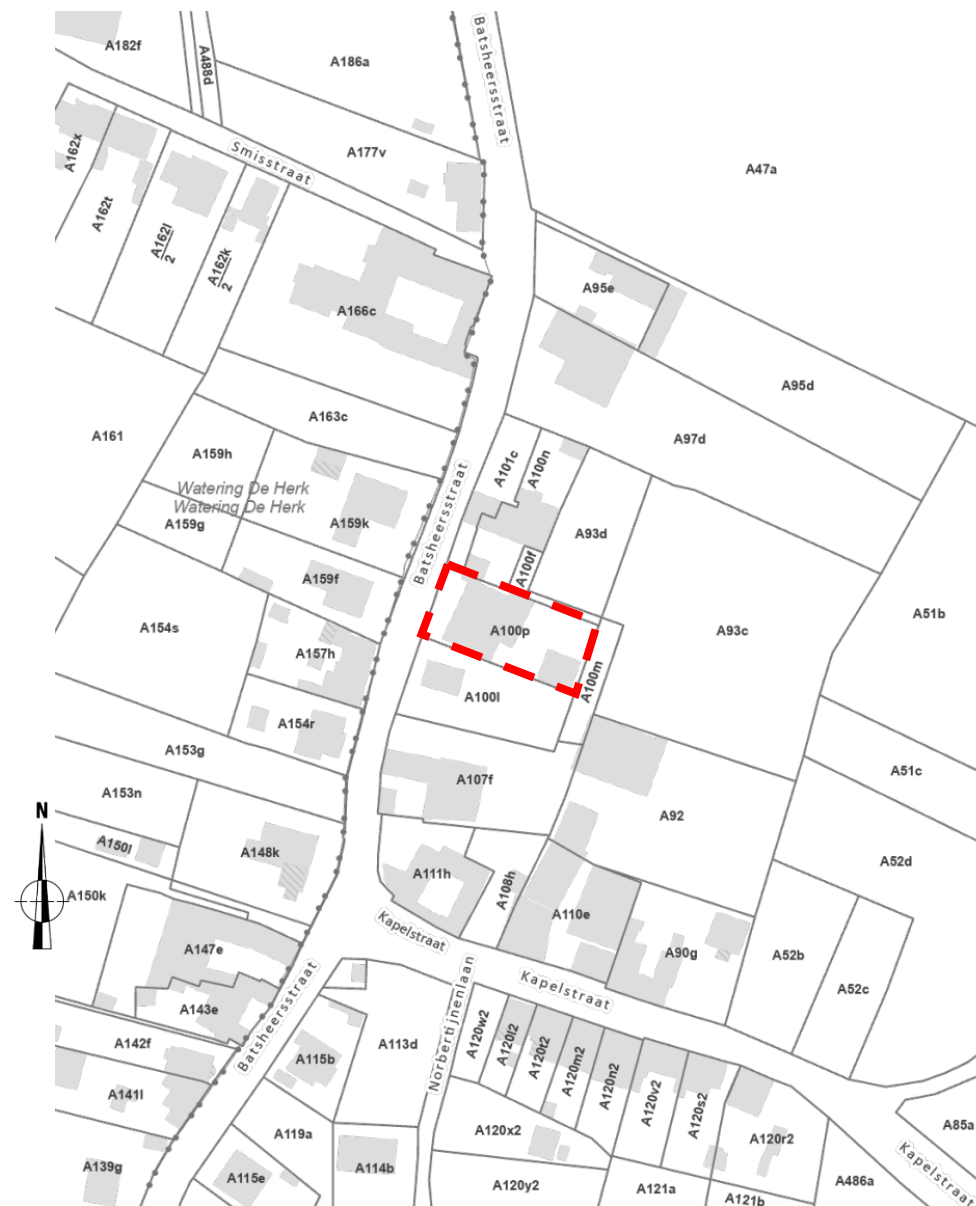 A182f
A488d
A186a
Batsheersstraat
A162x
Smisstraat
A177v
A47a
A162t
A162l
2
A162k
2
A166c
A95e
A95d
A163c
A161
A159h
A101c
A100n
A97d
Watering De Herk
Watering De Herk
A159g
A159k
Batsheersstraat
A93d
A100f
A159f
A51b
A154s
A157h
A100p
A93c
A100m
A100l
A154r
A153g
A107f
A51c
A153n
A92
N
A150l
A148k
A52d
A111h
A108h
A150k
A110e
Kapelstraat
A147e
A90g
A52b
A52c
Kapelstraat
Norbertijnenlaan
Batsheersstraat
A143e
A142f
A113d
A120w2
A120l2
A120t2
A115b
A120m2
A120n2
A120v2
A120s2
A141l
A119a
A120x2
A120r2
A85a
A139g
A115e
A114b
A120y2
A121a
A121b
A486a
Kapelstraat